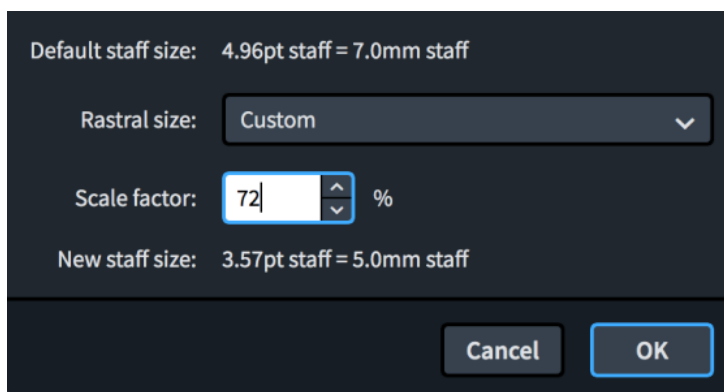 Default staff size: 4.96pt staff = 7.0mm staff
Rastral size: Custom
Scale factor: 72 %
New staff size: 3.57pt staff = 5.0mm staff
Cancel OK